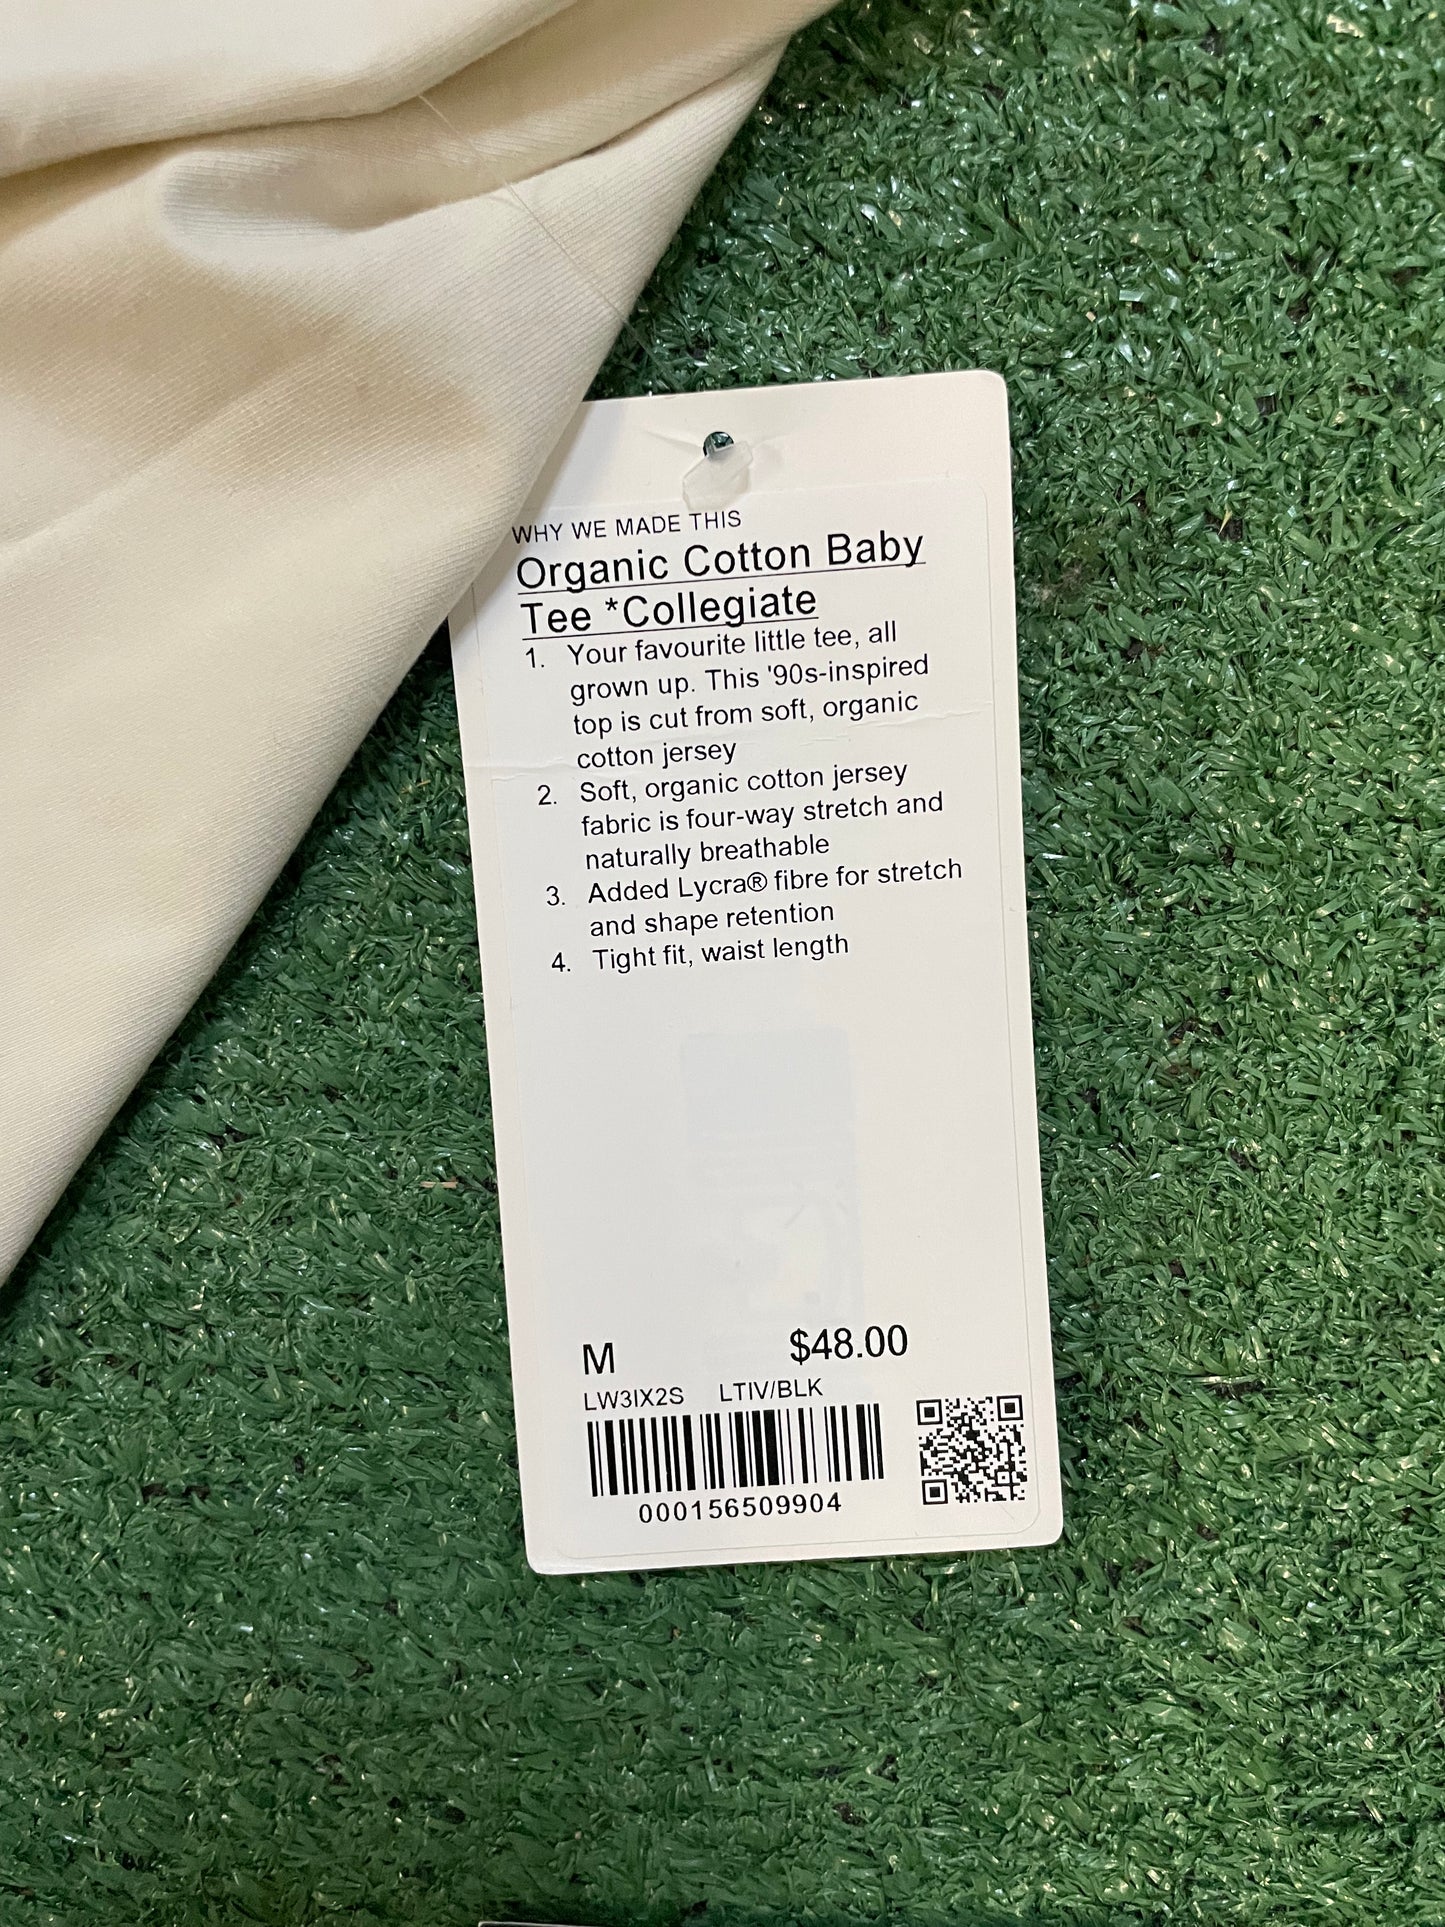 WHY WE MADE THIS
Organic Cotton Baby
Tee *Collegiate
1. Your favourite little tee, all
grown up. This '90s-inspired
top is cut from soft, organic
cotton jersey
2. Soft, organic cotton jersey
fabric is four-way stretch and
naturally breathable
3. Added Lycra® fibre for stretch
and shape retention
4. Tight fit, waist length
M $48.00
LW3IX2S LTIV/BLK
000156509904